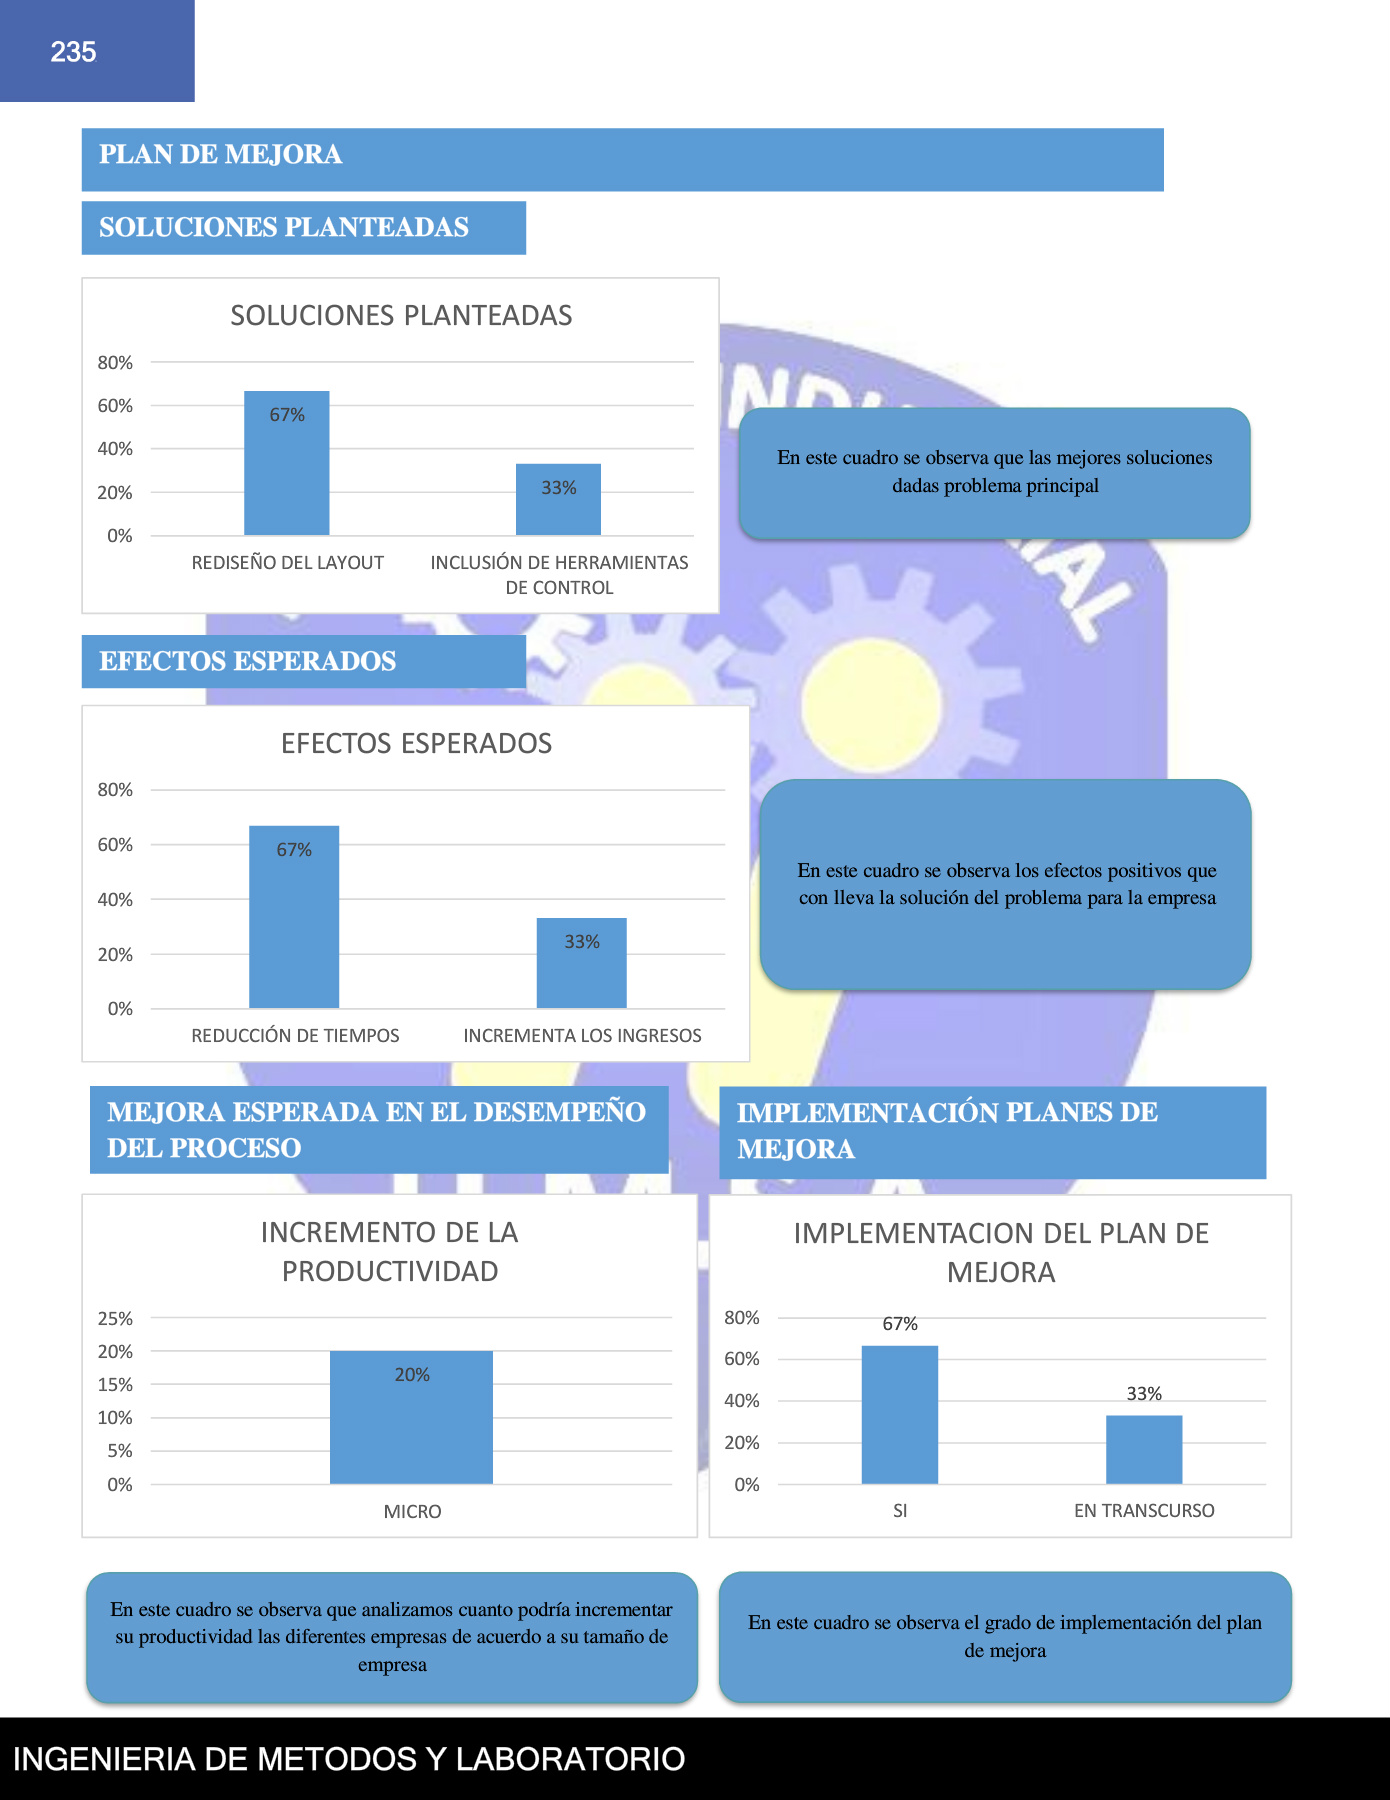 235
PLAN DE MEJORA
SOLUCIONES PLANTEADAS
SOLUCIONES PLANTEADAS
80%
60%
40%
20%
0%
67%
33%
REDISEÑO DEL LAYOUT
INCLUSIÓN DE HERRAMIENTAS
DE CONTROL
En este cuadro se observa que las mejores soluciones
dadas problema principal
EFECTOS ESPERADOS
EFECTOS ESPERADOS
80%
60%
40%
20%
0%
67%
33%
REDUCCIÓN DE TIEMPOS
INCREMENTA LOS INGRESOS
En este cuadro se observa los efectos positivos que
con lleva la solución del problema para la empresa
MEJORA ESPERADA EN EL DESEMPEÑO
DEL PROCESO
INCREMENTO DE LA
PRODUCTIVIDAD
25%
20%
15%
10%
5%
0%
20%
MICRO
En este cuadro se observa que analizamos cuanto podría incrementar
su productividad las diferentes empresas de acuerdo a su tamaño de
empresa
IMPLEMENTACIÓN PLANES DE
MEJORA
IMPLEMENTACION DEL PLAN DE
MEJORA
80%
60%
40%
20%
0%
67%
33%
SI
EN TRANSCURSO
En este cuadro se observa el grado de implementación del plan
de mejora
INGENIERIA DE METODOS Y LABORATORIO